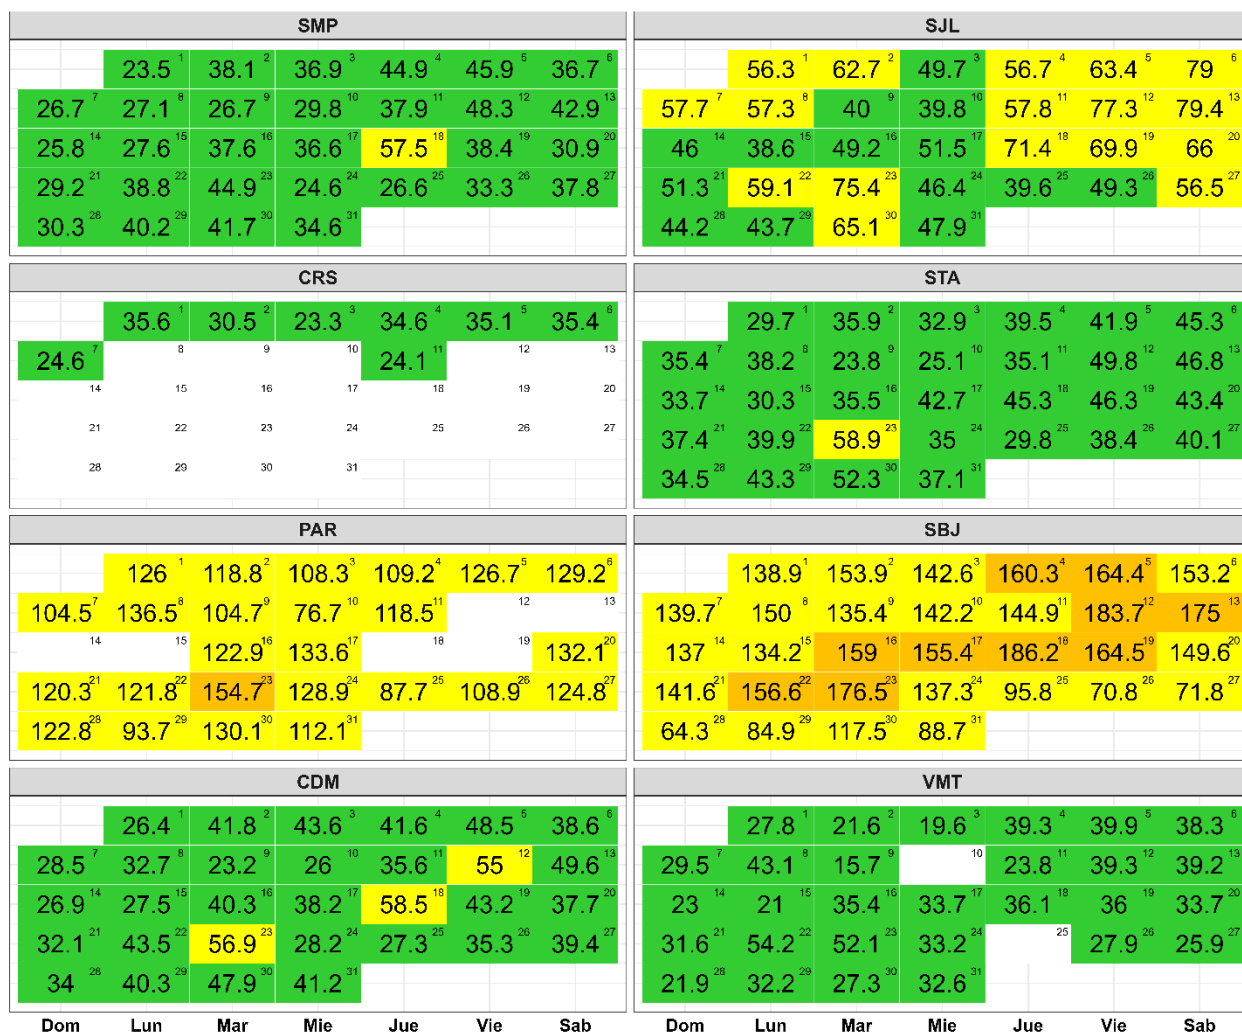 SMP
23.5 1 38.1 2 36.9 3 44.9 4 45.9 5 36.7 6
26.7 7 27.1 8 26.7 9 29.8 10 37.9 11 48.3 12 42.9 13
25.8 14 27.6 15 37.6 16 36.6 17 57.5 18 38.4 19 30.9 20
29.2 21 38.8 22 44.9 23 24.6 24 26.6 25 33.3 26 37.8 27
30.3 28 40.2 29 41.7 30 34.6 31
SJL
56.3 1 62.7 2 49.7 3 56.7 4 63.4 5 79 6
57.7 7 57.3 8 40 9 39.8 10 57.8 11 77.3 12 79.4 13
46 14 38.6 15 49.2 16 51.5 17 71.4 18 69.9 19 66 20
51.3 21 59.1 22 75.4 23 46.4 24 39.6 25 49.3 26 56.5 27
44.2 28 43.7 29 65.1 30 47.9 31
CRS
35.6 1 30.5 2 23.3 3 34.6 4 35.1 5 35.4 6
24.6 7 8 9 10 24.1 11 12 13
14 15 16 17 18 19 20
21 22 23 24 25 26 27
28 29 30 31
STA
29.7 1 35.9 2 32.9 3 39.5 4 41.9 5 45.3 6
35.4 7 38.2 8 23.8 9 25.1 10 35.1 11 49.8 12 46.8 13
33.7 14 30.3 15 35.5 16 42.7 17 45.3 18 46.3 19 43.4 20
37.4 21 39.9 22 58.9 23 35 24 29.8 25 38.4 26 40.1 27
34.5 28 43.3 29 52.3 30 37.1 31
PAR
126 1 118.8 2 108.3 3 109.2 4 126.7 5 129.2 6
104.5 7 136.5 8 104.7 9 76.7 10 118.5 11 12 13
14 15 122.9 16 133.6 17 18 19 132.1 20
120.3 21 121.8 22 154.7 23 128.9 24 87.7 25 108.9 26 124.8 27
122.8 28 93.7 29 130.1 30 112.1 31
SBJ
138.9 1 153.9 2 142.6 3 160.3 4 164.4 5 153.2 6
139.7 7 150 8 135.4 9 142.2 10 144.9 11 183.7 12 175 13
137 14 134.2 15 159 16 155.4 17 186.2 18 164.5 19 149.6 20
141.6 21 156.6 22 176.5 23 137.3 24 95.8 25 70.8 26 71.8 27
64.3 28 84.9 29 117.5 30 88.7 31
CDM
26.4 1 41.8 2 43.6 3 41.6 4 48.5 5 38.6 6
28.5 7 32.7 8 23.2 9 26 10 35.6 11 55 12 49.6 13
26.9 14 27.5 15 40.3 16 38.2 17 58.5 18 43.2 19 37.7 20
32.1 21 43.5 22 56.9 23 28.2 24 27.3 25 35.3 26 39.4 27
34 28 40.3 29 47.9 30 41.2 31
Dom Lun Mar Mie Jue Vie Sab
VMT
27.8 1 21.6 2 19.6 3 39.3 4 39.9 5 38.3 6
29.5 7 43.1 8 15.7 9 10 23.8 11 39.3 12 39.2 13
23 14 21 15 35.4 16 33.7 17 36.1 18 36 19 33.7 20
31.6 21 54.2 22 52.1 23 33.2 24 25 27.9 26 25.9 27
21.9 28 32.2 29 27.3 30 32.6 31
Dom Lun Mar Mie Jue Vie Sab